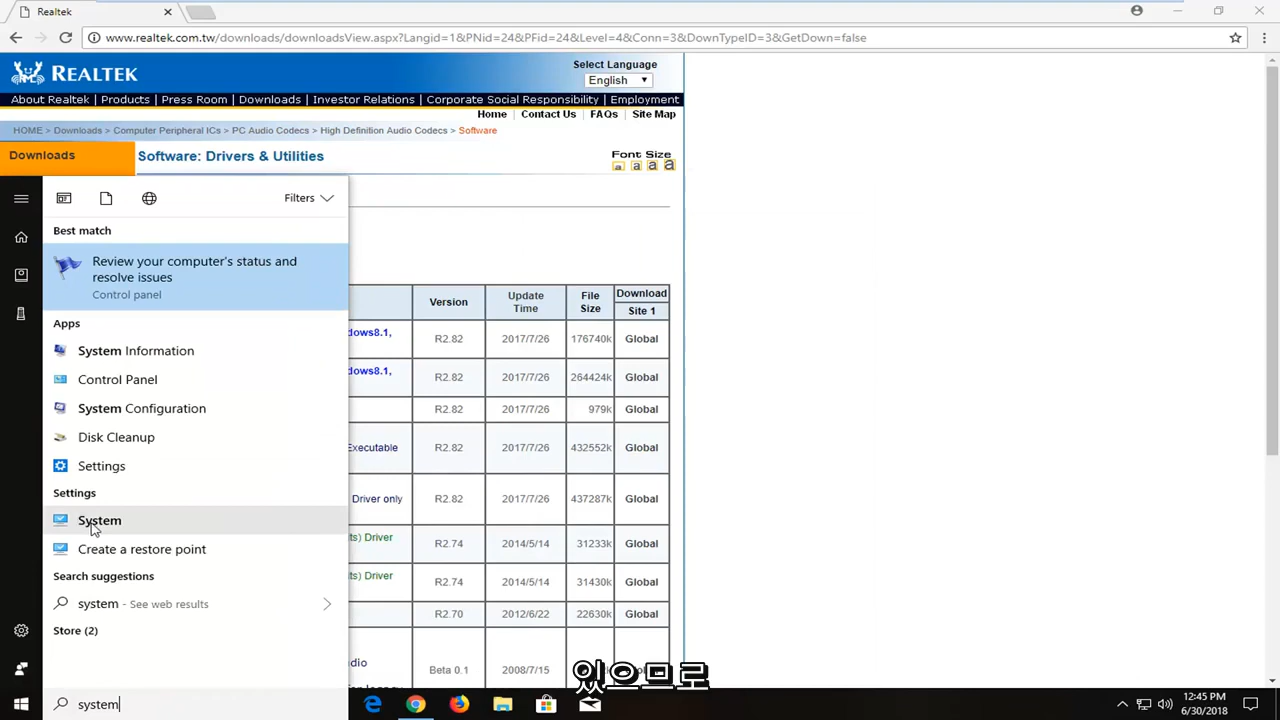 Realtek
www.realtek.com.tw/downloads/downloadsView.aspx?Langid=1&PNid=24&PFid=24&Level=4&Conn=3&DownTypeID=3&GetDown=false
REALTEK
Select Language
English
About Realtek | Products | Press Room | Downloads | Investor Relations | Corporate Social Responsibility | Employment
Home Contact Us FAQs Site Map
HOME > Downloads > Computer Peripheral ICs > PC Audio Codecs > High Definition Audio Codecs > Software
Downloads
Software: Drivers & Utilities
Font Size
a a a a
Filters
Best match
Review your computer's status and
resolve issues
Control panel
Apps
System Information
Control Panel
System Configuration
Disk Cleanup
Settings
Settings
System
Create a restore point
Search suggestions
system - See web results
Store (2)
system
Version Update Time File Size Download
Site 1
dows8.1, R2.82 2017/7/26 176740k Global
dows8.1, R2.82 2017/7/26 264424k Global
R2.82 2017/7/26 979k Global
Executable R2.82 2017/7/26 432552k Global
Driver only R2.82 2017/7/26 437287k Global
ts) Driver R2.74 2014/5/14 31233k Global
ts) Driver R2.74 2014/5/14 31430k Global
R2.70 2012/6/22 22630k Global
dio Beta 0.1 2008/7/15
있으므로
12:45 PM
6/30/2018